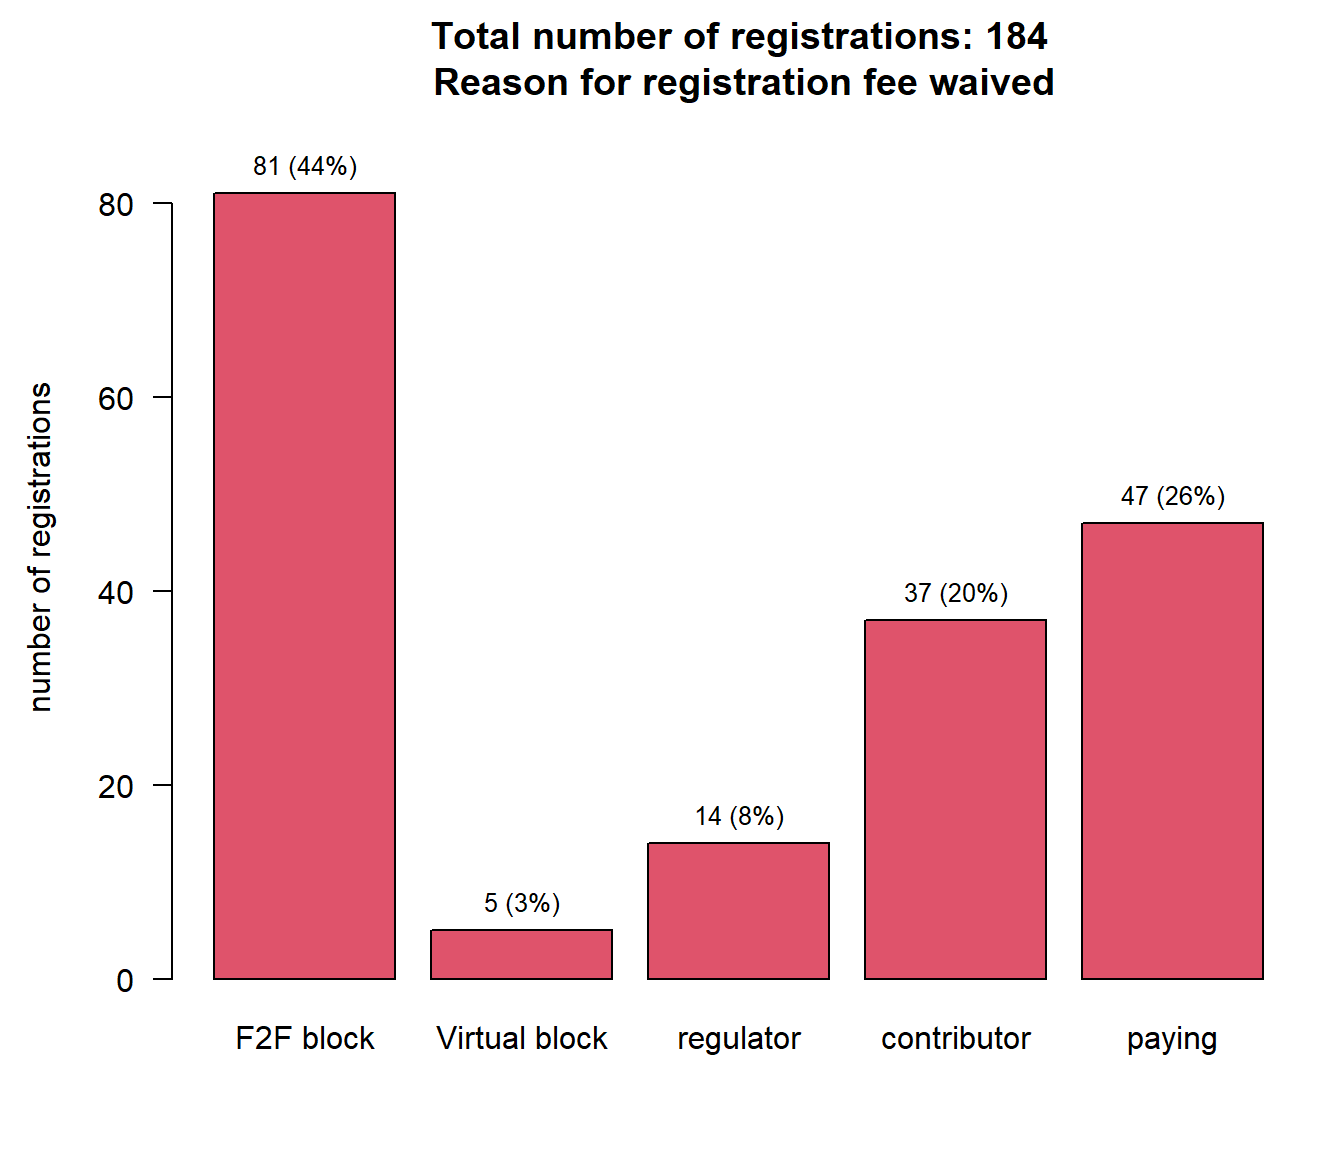 Total number of registrations: 184
Reason for registration fee waived
number of registrations
80
60
40
20
0
81 (44%)
5 (3%)
14 (8%)
37 (20%)
47 (26%)
F2F block
Virtual block
regulator
contributor
paying